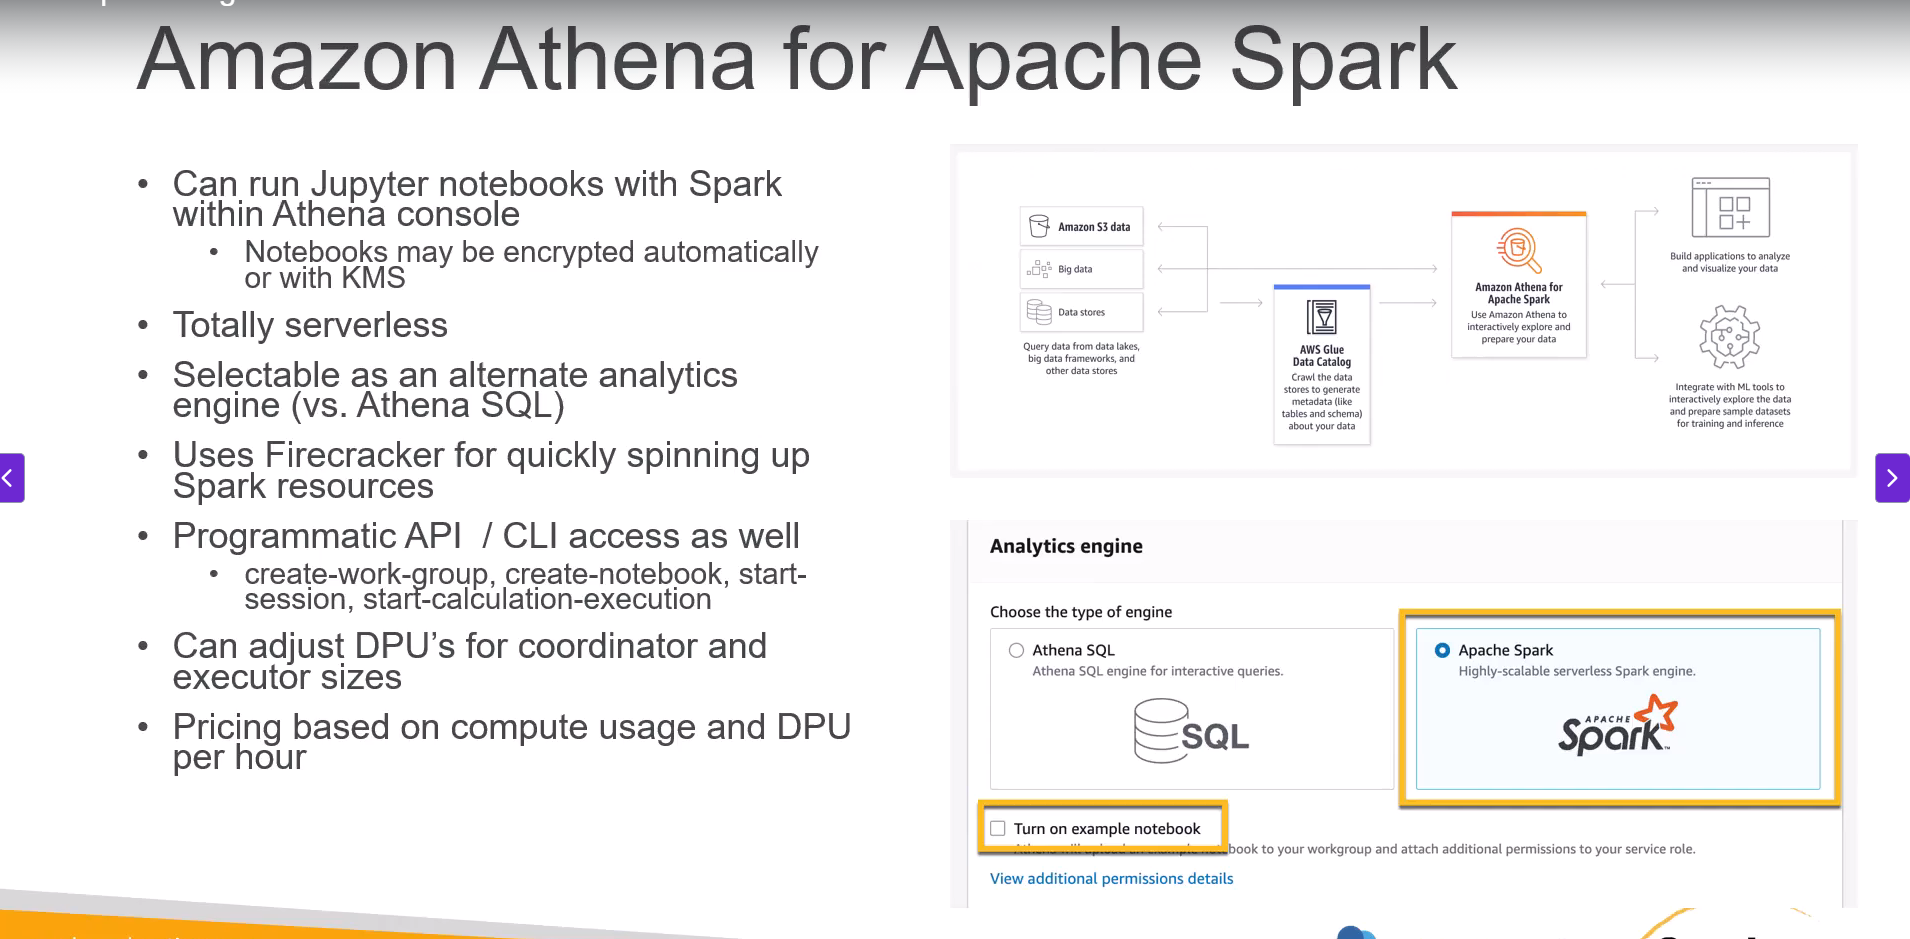 Amazon Athena for Apache Spark
• Can run Jupyter notebooks with Spark
within Athena console
• Notebooks may be encrypted automatically
or with KMS
• Totally serverless
• Selectable as an alternate analytics
engine (vs. Athena SQL)
• Uses Firecracker for quickly spinning up
Spark resources
• Programmatic API / CLI access as well
• create-work-group, create-notebook, start-
session, start-calculation-execution
• Can adjust DPU’s for coordinator and
executor sizes
• Pricing based on compute usage and DPU
per hour
Amazon S3 data
Big data
Data stores
Query data from data lakes,
big data frameworks, and
other data stores
AWS Glue
Data Catalog
Crawl the data
stores to generate
metadata (like
tables and schema)
about your data
Amazon Athena for
Apache Spark
Use Amazon Athena to
interactively explore and
prepare your data
Build applications to analyze
and visualize your data
Integrate with ML tools to
interactively explore the data
and prepare sample datasets
for training and inference
Analytics engine
Choose the type of engine
Athena SQL
Athena SQL engine for interactive queries.
SQL
Apache Spark
Highly-scalable serverless Spark engine.
APACHE
Spark™
Turn on example notebook
Athena will upload an example notebook to your workgroup and attach additional permissions to your service role.
View additional permissions details